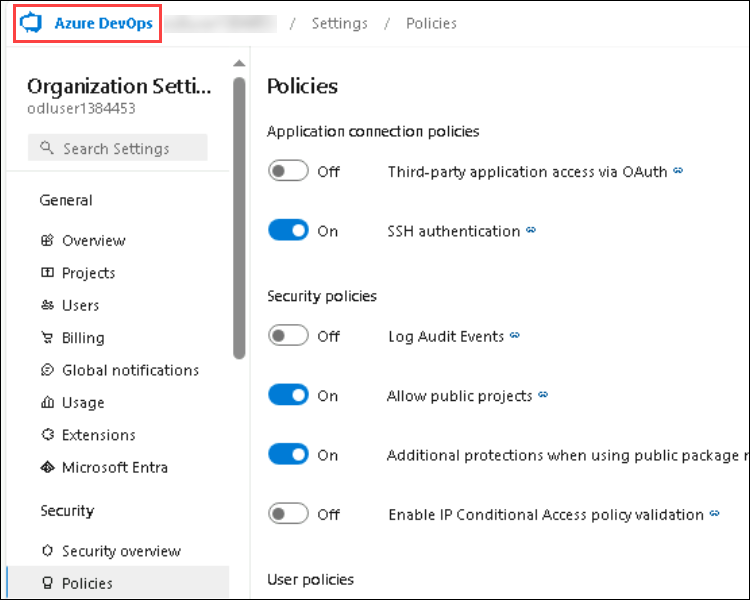 Azure DevOps / Settings / Policies
Organization Setti...
odluser1384453
Search Settings
General
Overview
Projects
Users
Billing
Global notifications
Usage
Extensions
Microsoft Entra
Security
Security overview
Policies
Policies
Application connection policies
Off Third-party application access via OAuth
On SSH authentication
Security policies
Off Log Audit Events
On Allow public projects
On Additional protections when using public package
Off Enable IP Conditional Access policy validation
User policies